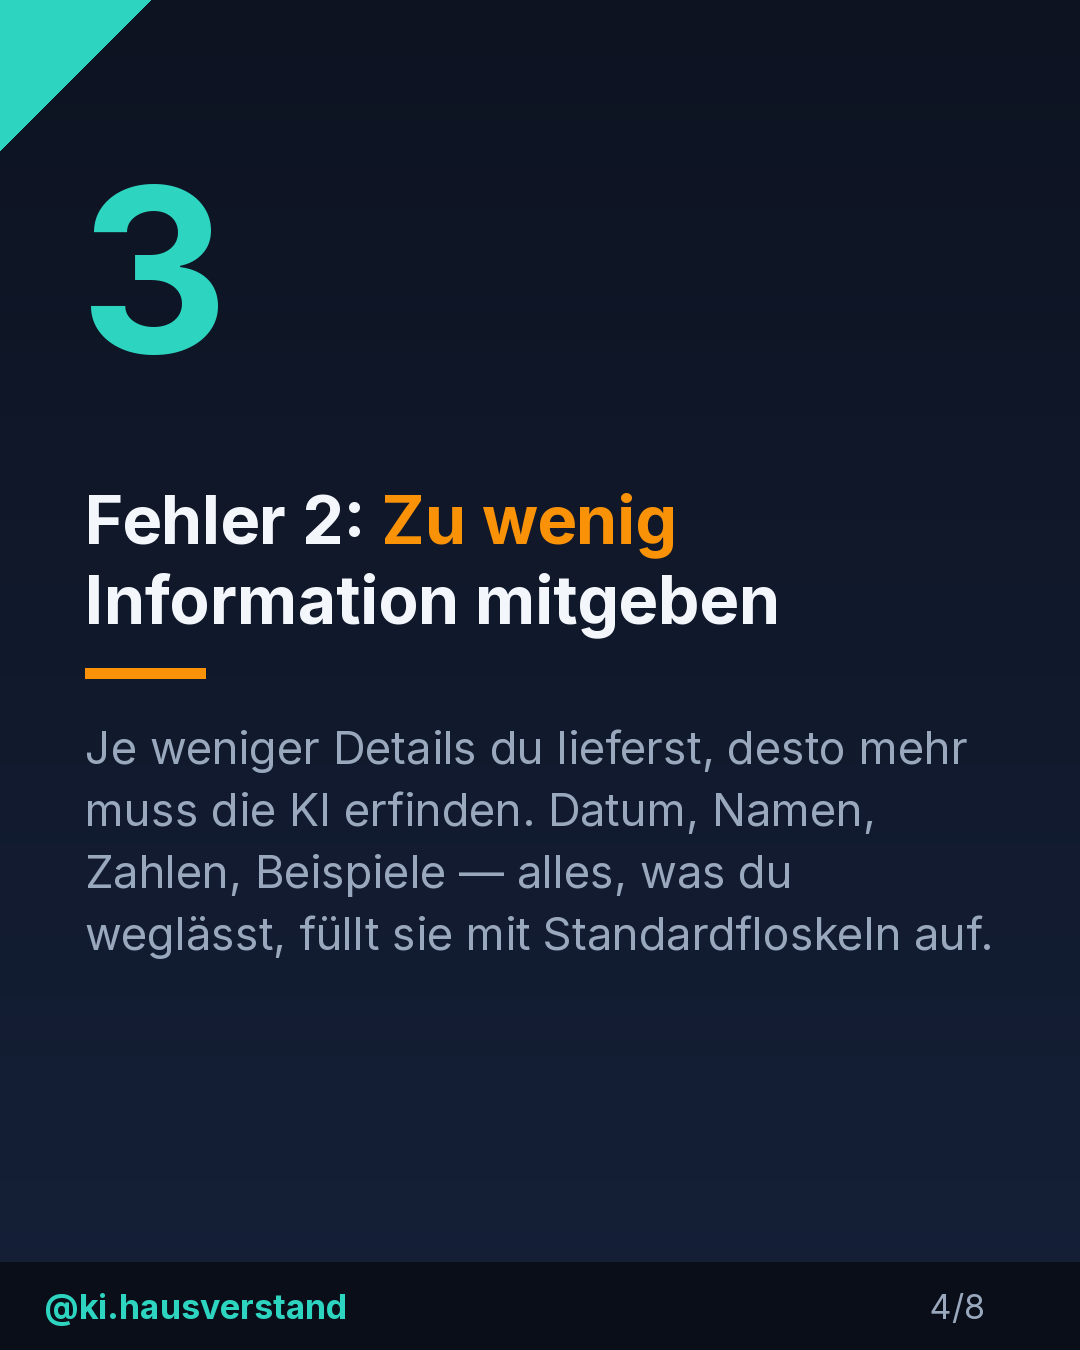 3
Fehler 2: Zu wenig
Information mitgeben
Je weniger Details du lieferst, desto mehr
muss die KI erfinden. Datum, Namen,
Zahlen, Beispiele — alles, was du
weglässt, füllt sie mit Standardfloskeln auf.
@ki.hausverstand
4/8